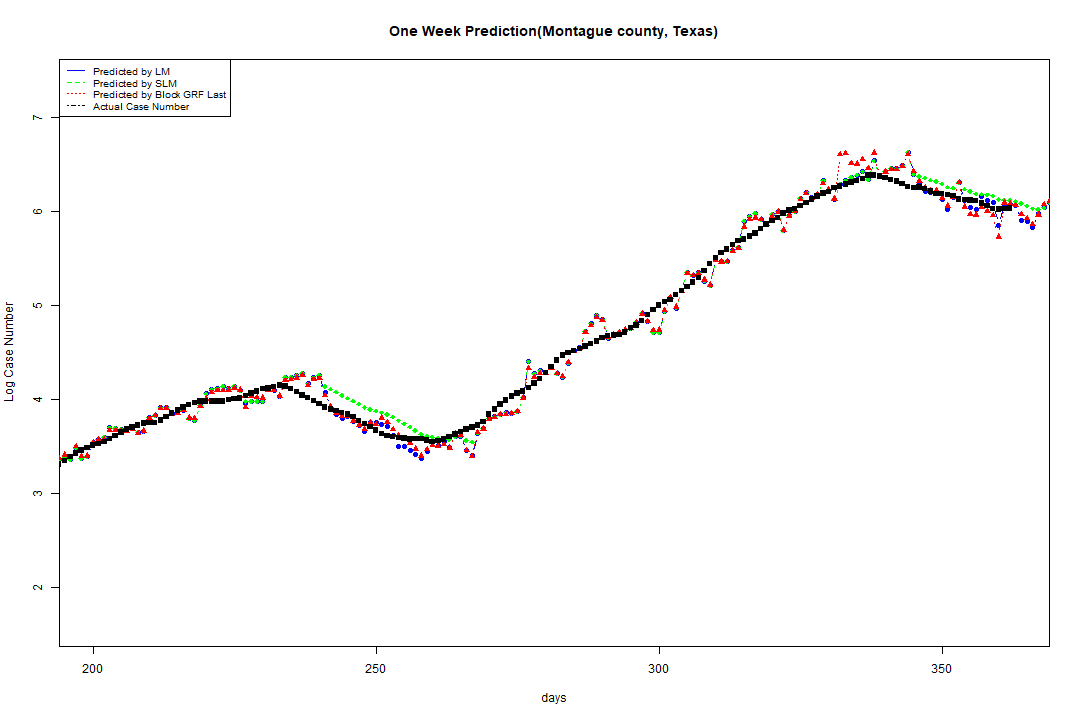 One Week Prediction(Montague county, Texas)
Predicted by LM
Predicted by SLM
Predicted by Block GRF Last
Actual Case Number
7
6
5
4
3
2
Log Case Number
200
250
300
350
days